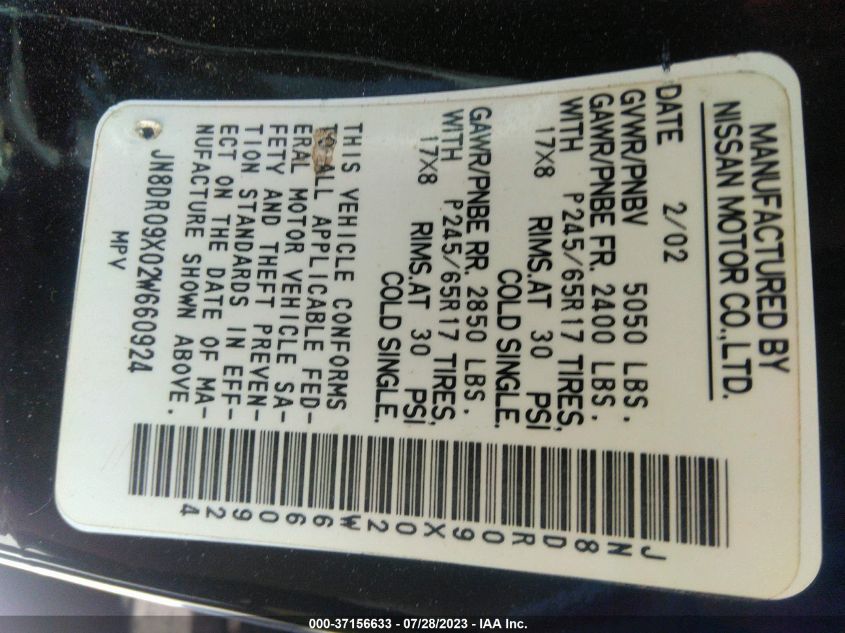 MANUFACTURED BY
NISSAN MOTOR CO.,LTD.
DATE 2/02
GVWR/PNBV 5050 LBS.
GAWR/PNBE FR. 2400 LBS.
WITH P245/65R17 TIRES,
17X8 RIMS.AT 30 PSI
COLD SINGLE.
GAWR/PNBE RR. 2850 LBS.
WITH P245/65R17 TIRES,
17X8 RIMS.AT 30 PSI
COLD SINGLE.
THIS VEHICLE CONFORMS
TO ALL APPLICABLE FED-
ERAL MOTOR VEHICLE SA-
FETY AND THEFT PREVEN-
TION STANDARDS IN EFF-
ECT ON THE DATE OF MA-
NUFACTURE SHOWN ABOVE.
JN8DR09X02W660924
MPV
JN8DR09X02W660924
000-37156633 - 07/28/2023 - IAA Inc.